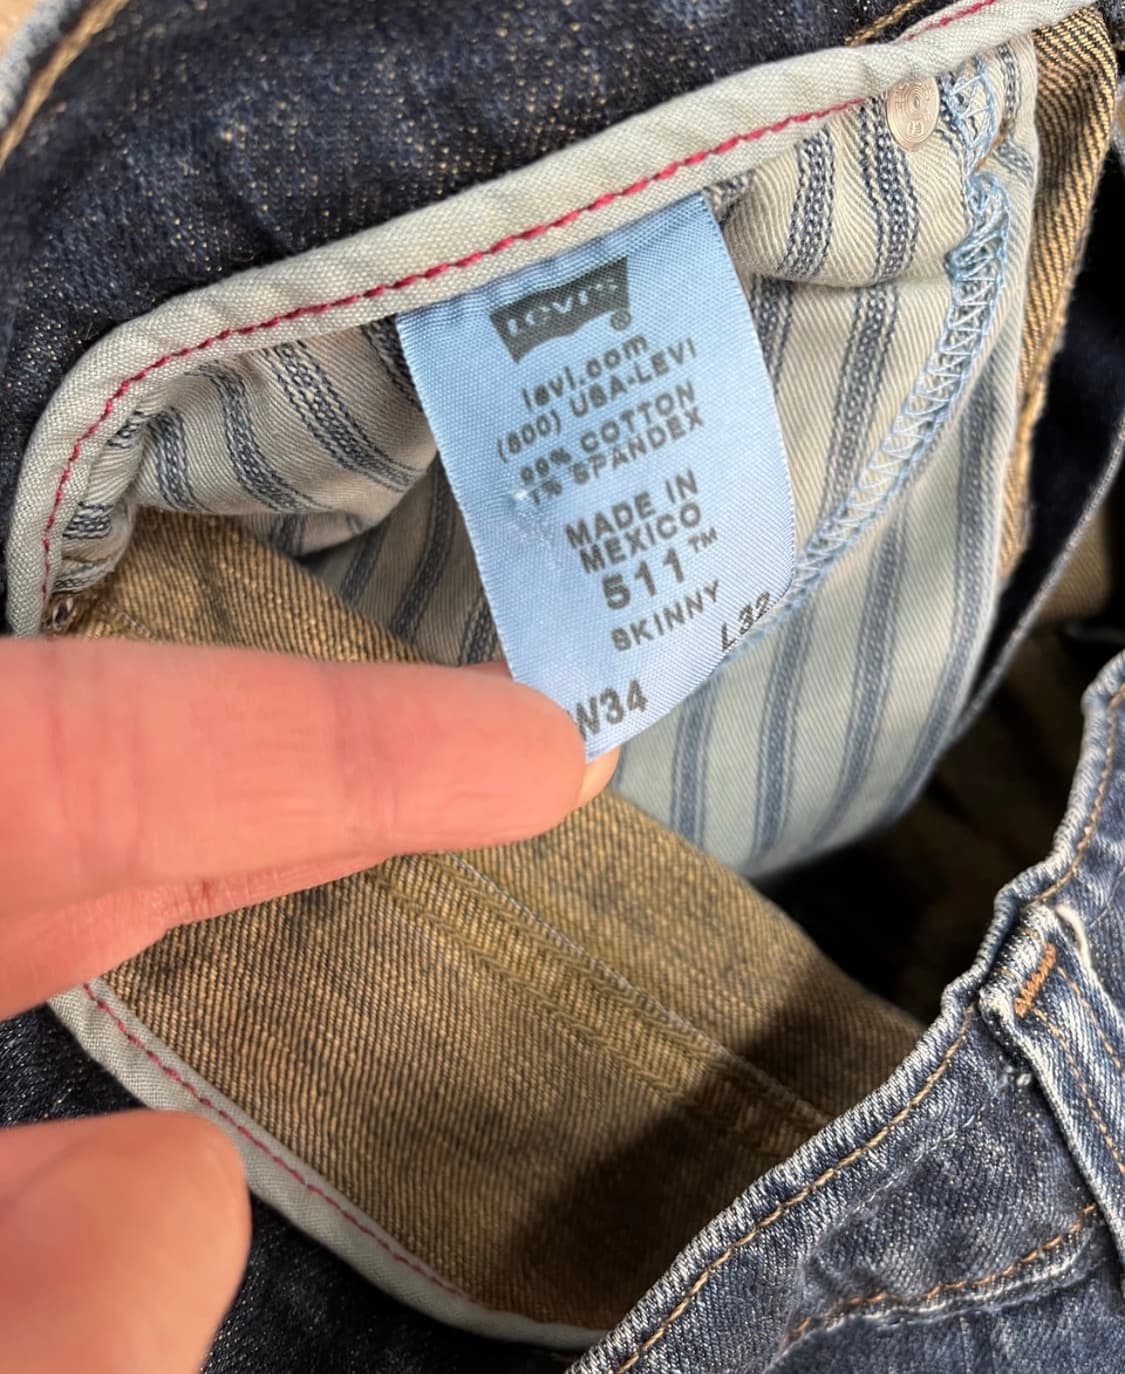 Levi's®
levi.com
(800) USA-LEVI
99% COTTON
1% SPANDEX
MADE IN
MEXICO
511™
SKINNY
W34 L32